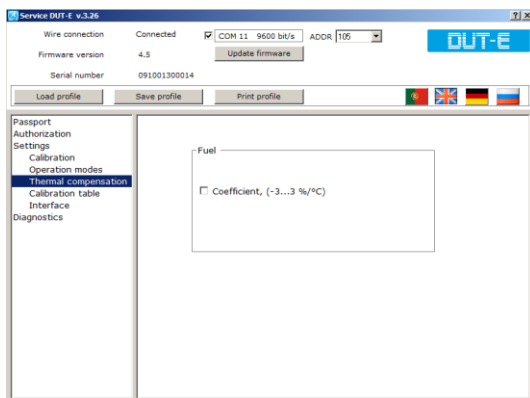 Service DUT-E v.3.26
Wire connection Connected COM 11 9600 bit/s ADDR 105
DUT-E
Firmware version 4.5 Update firmware
Serial number 091001300014
Load profile Save profile Print profile
Passport
Authorization
Settings
Calibration
Operation modes
Thermal compensation
Calibration table
Interface
Diagnostics
Fuel
Coefficient, (-3...3 %/°C)